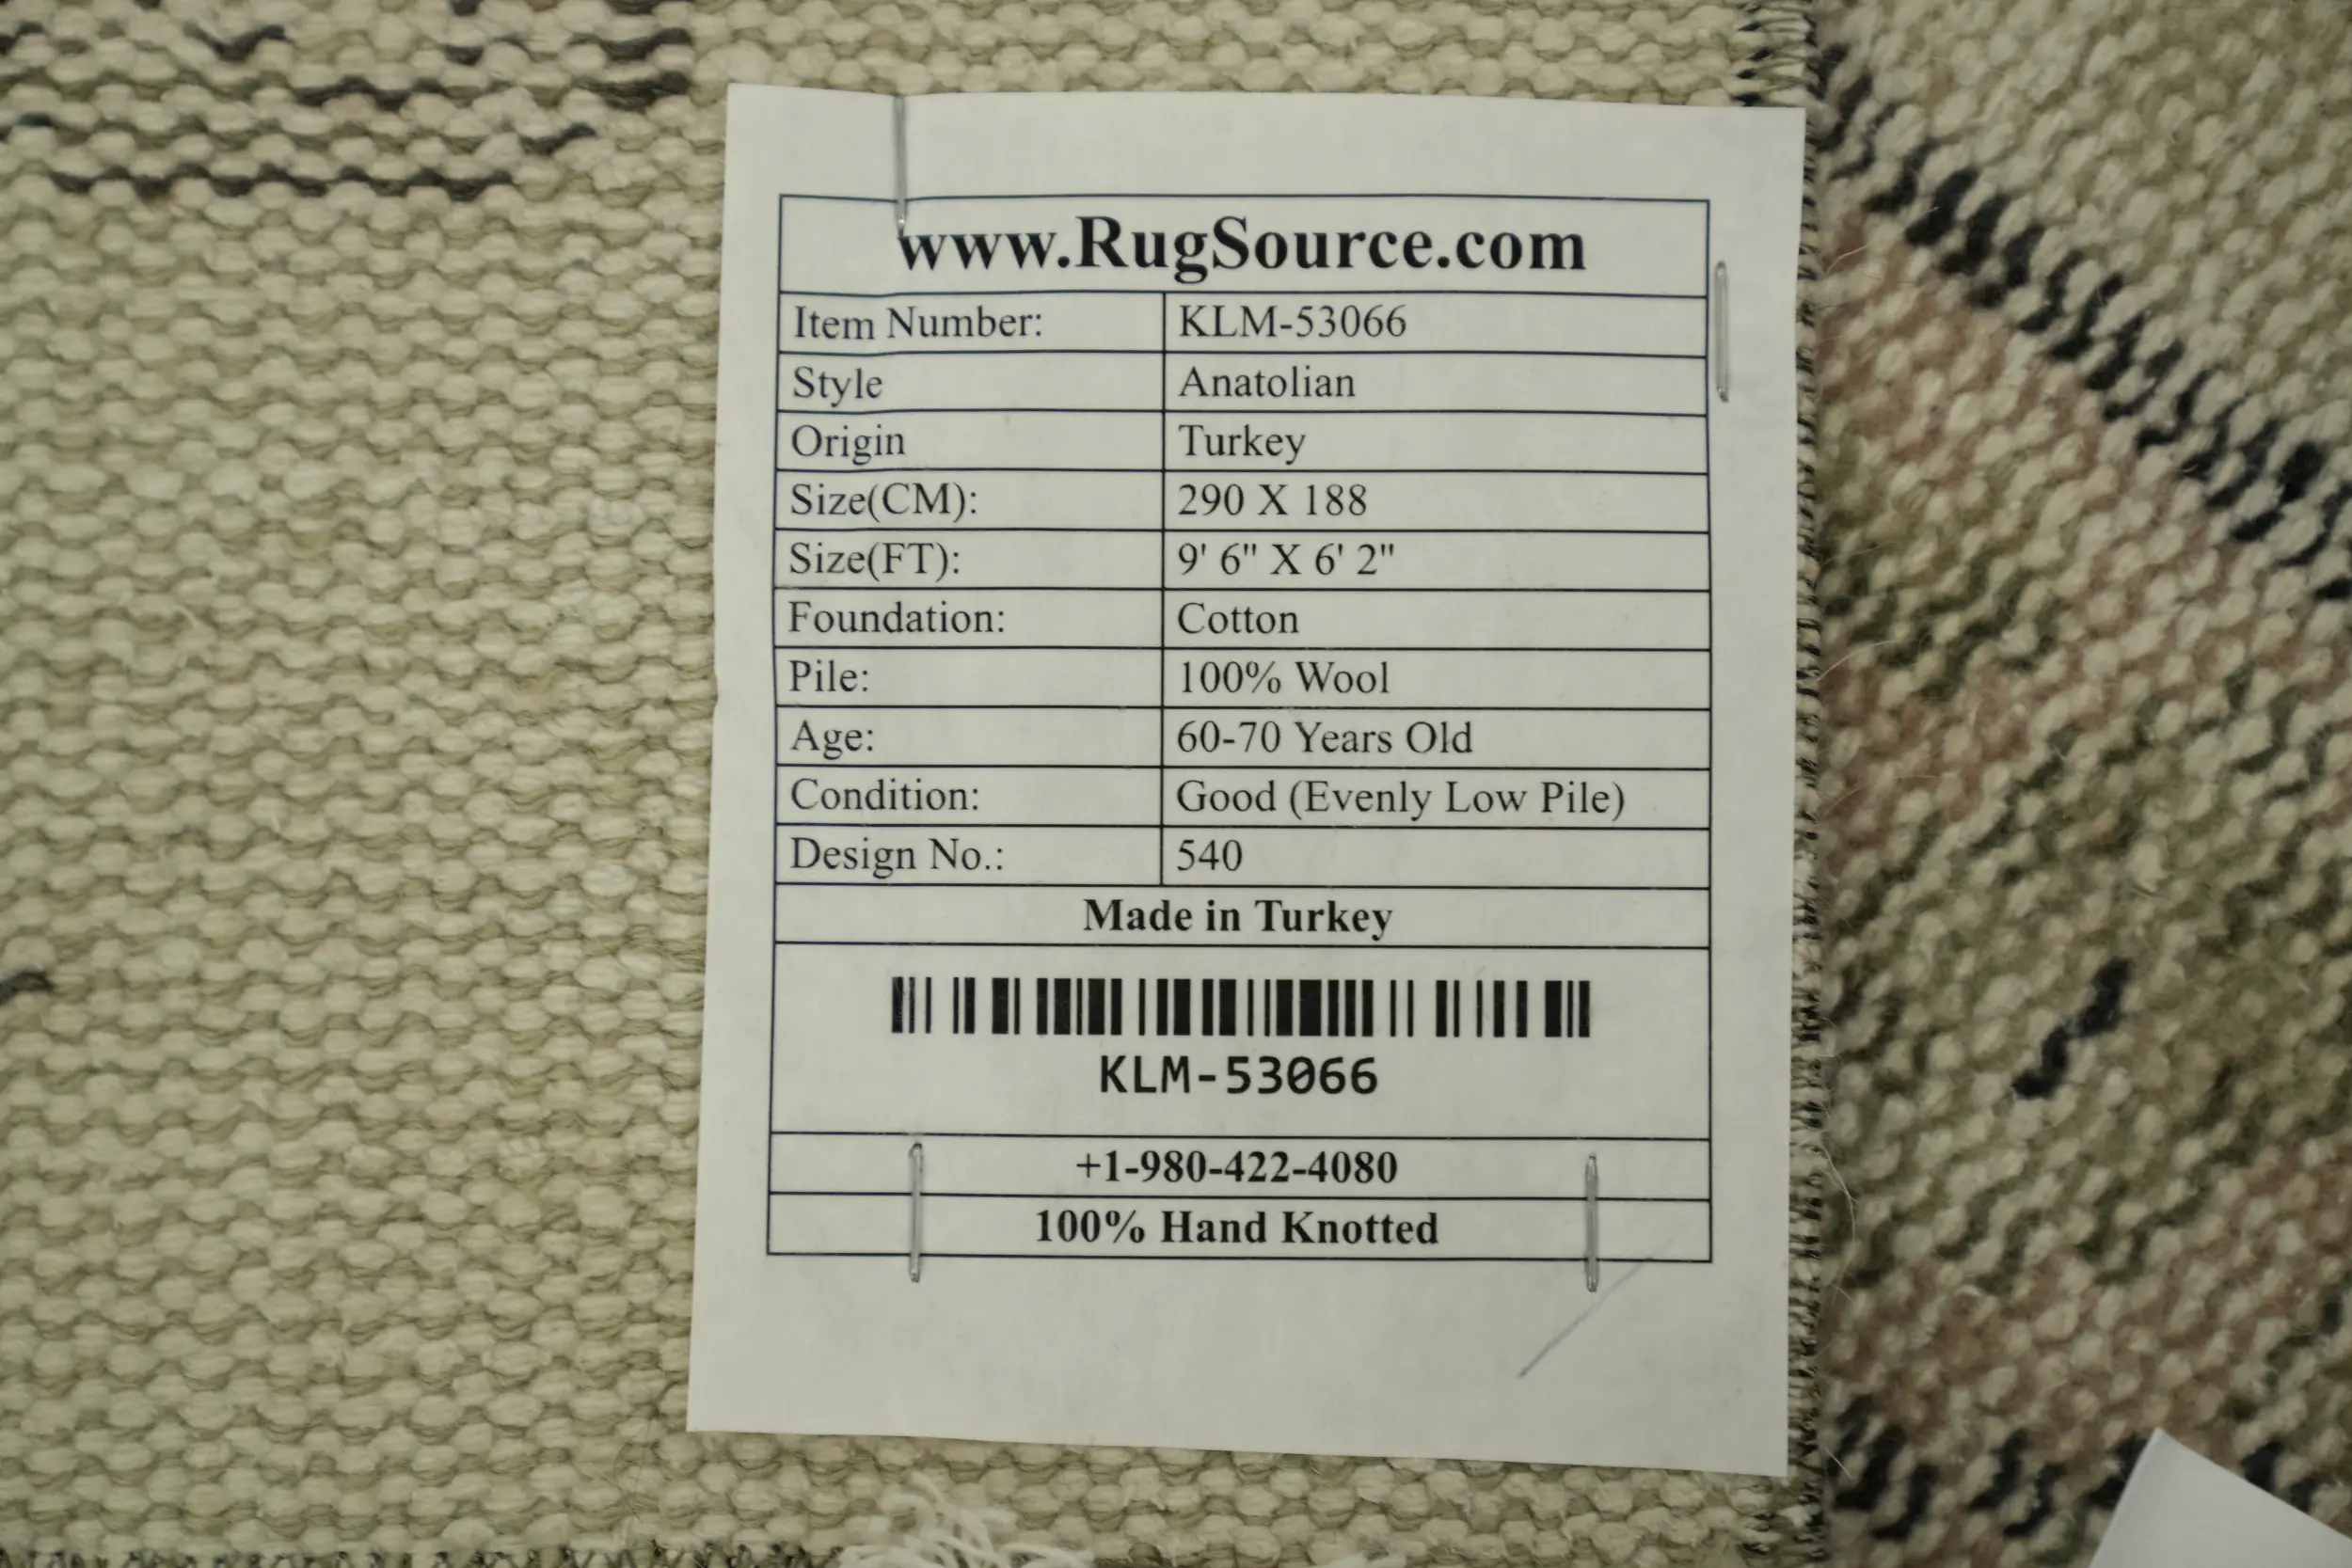 www.RugSource.com
Item Number: KLM-53066
Style Anatolian
Origin Turkey
Size(CM): 290 X 188
Size(FT): 9' 6" X 6' 2"
Foundation: Cotton
Pile: 100% Wool
Age: 60-70 Years Old
Condition: Good (Evenly Low Pile)
Design No.: 540
Made in Turkey
KLM-53066
+1-980-422-4080
100% Hand Knotted